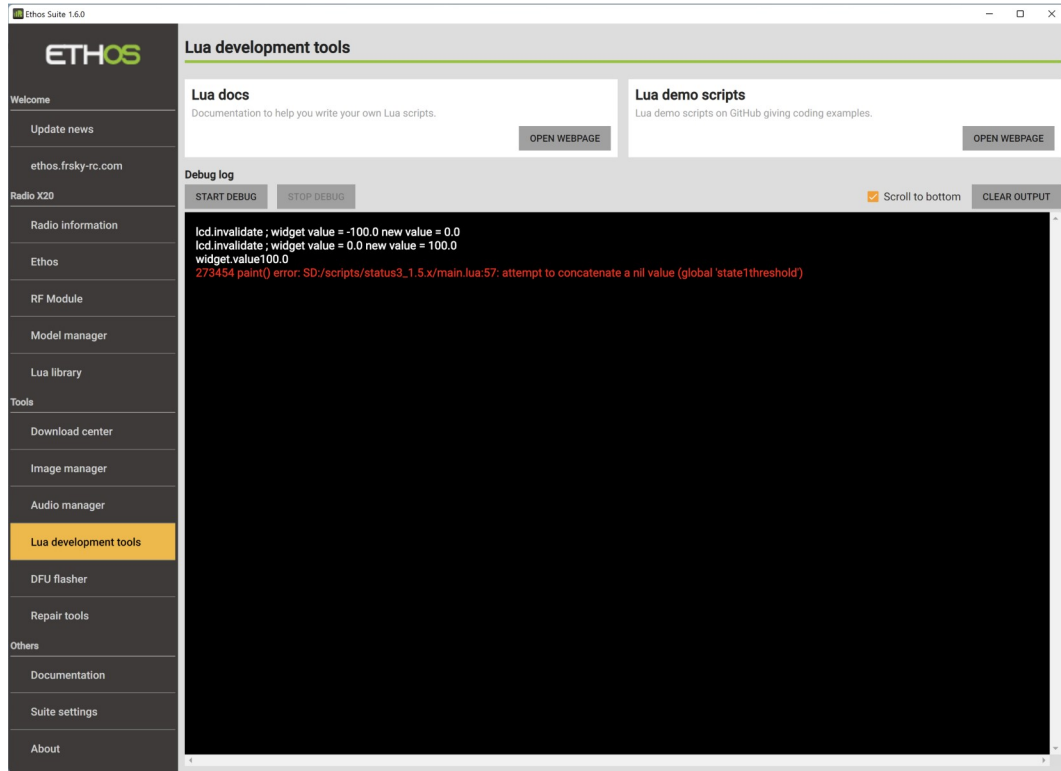 Ethos Suite 1.6.0
ETHOS
Welcome
Update news
ethos.frsky-rc.com
Radio X20
Radio information
Ethos
RF Module
Model manager
Lua library
Tools
Download center
Image manager
Audio manager
Lua development tools
DFU flasher
Repair tools
Others
Documentation
Suite settings
About
Lua development tools
Lua docs
Documentation to help you write your own Lua scripts.
OPEN WEBPAGE
Lua demo scripts
Lua demo scripts on GitHub giving coding examples.
OPEN WEBPAGE
Debug log
START DEBUG
STOP DEBUG
Scroll to bottom
CLEAR OUTPUT
lcd.invalidate ; widget value = -100.0 new value = 0.0
lcd.invalidate ; widget value = 0.0 new value = 100.0
widget.value100.0
273454 paint() error: SD:/scripts/status3_1.5.x/main.lua:57: attempt to concatenate a nil value (global 'state1threshold')